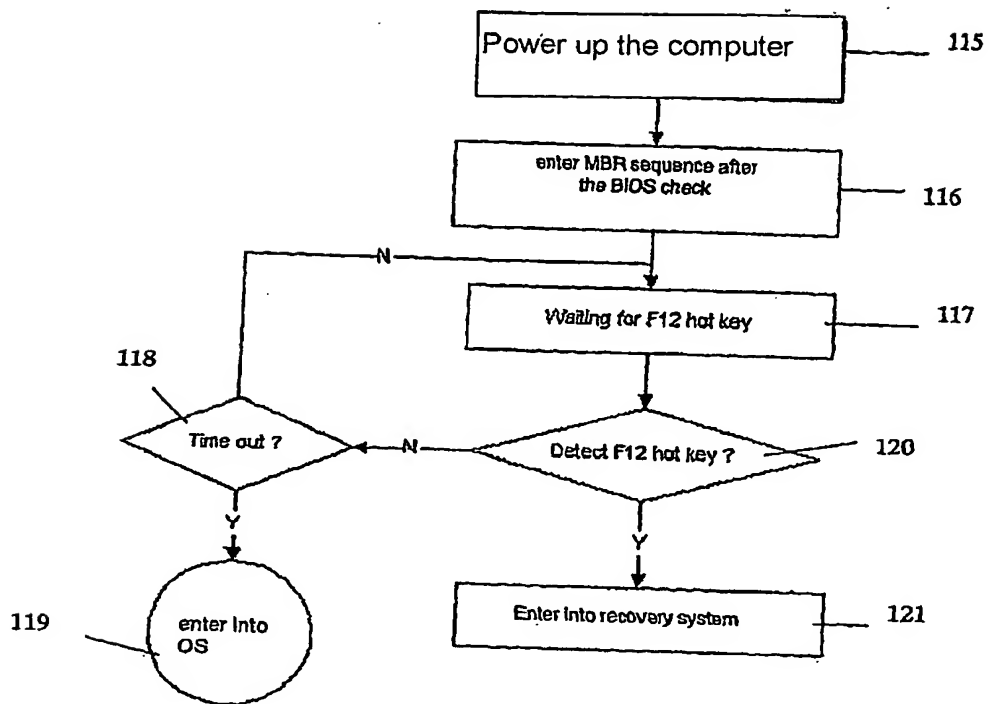 Power up the computer
115
enter MBR sequence after
the BIOS check
116
N
Waiting for F12 hot key
117
118
Time out ?
N
Detect F12 hot key ?
120
Y
Y
119
enter into
OS
Enter into recovery system
121